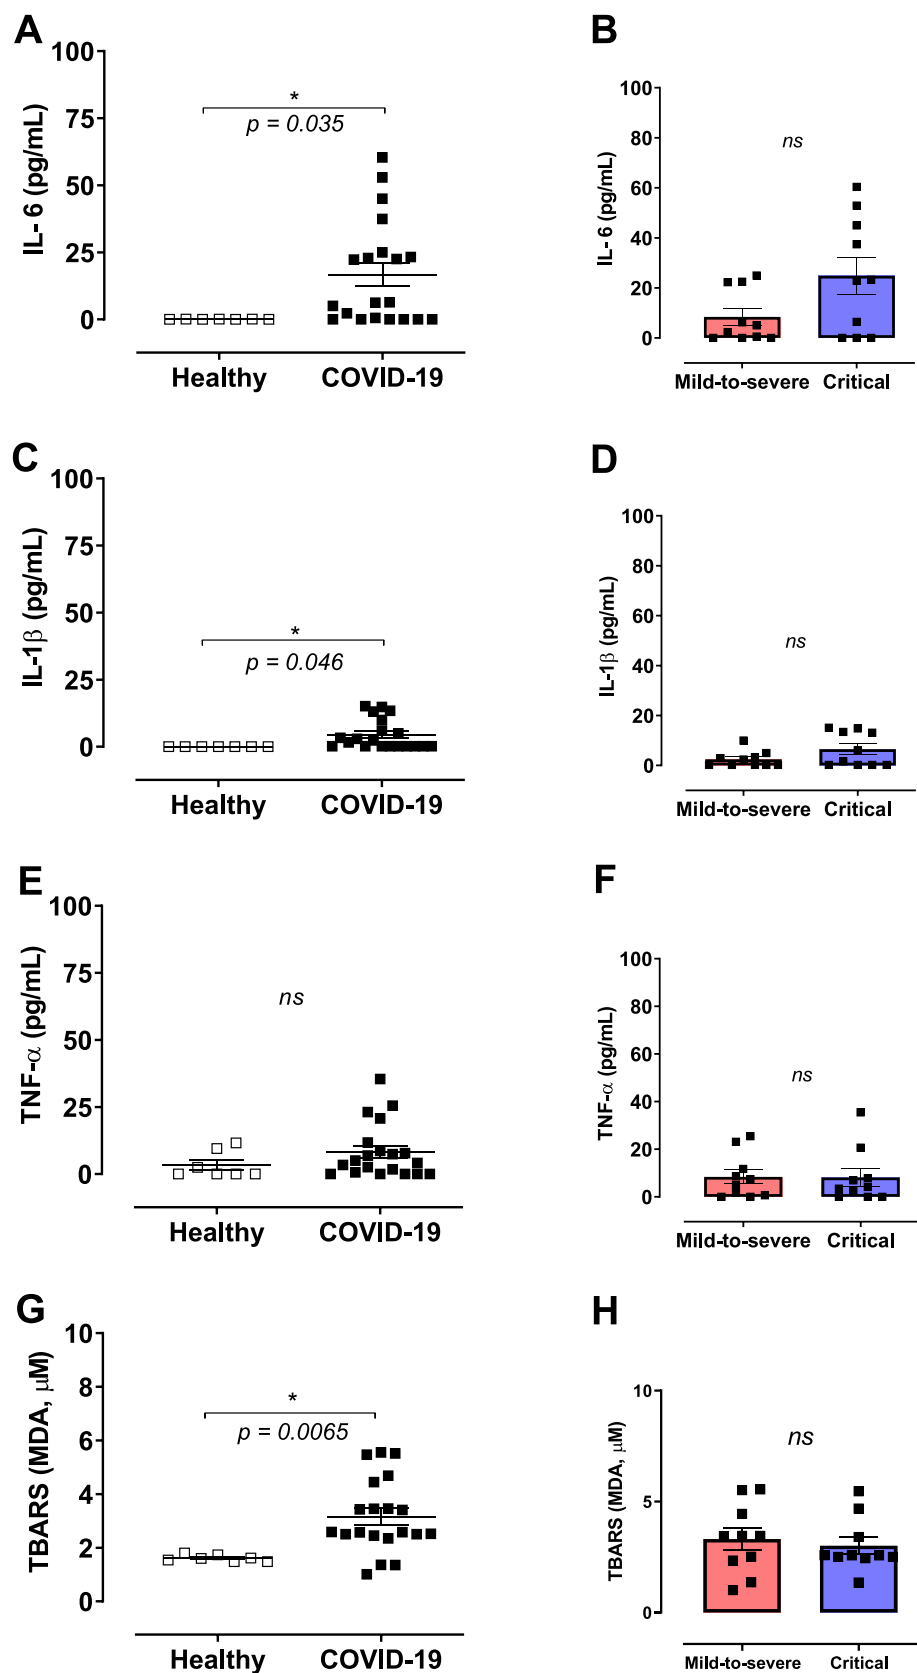 A
IL-6 (pg/mL)
100
75
50
25
0
*
p = 0.035
Healthy
COVID-19
B
IL-6 (pg/mL)
100
80
60
40
20
0
ns
Mild-to-severe
Critical
C
IL-1β (pg/mL)
100
75
50
25
0
*
p = 0.046
Healthy
COVID-19
D
IL-1β (pg/mL)
100
80
60
40
20
0
ns
Mild-to-severe
Critical
E
TNF-α (pg/mL)
100
75
50
25
0
ns
Healthy
COVID-19
F
TNF-α (pg/mL)
100
80
60
40
20
0
ns
Mild-to-severe
Critical
G
TBARS (MDA, μM)
10
8
6
4
2
0
*
p = 0.0065
Healthy
COVID-19
H
TBARS (MDA, μM)
10
5
0
ns
Mild-to-severe
Critical